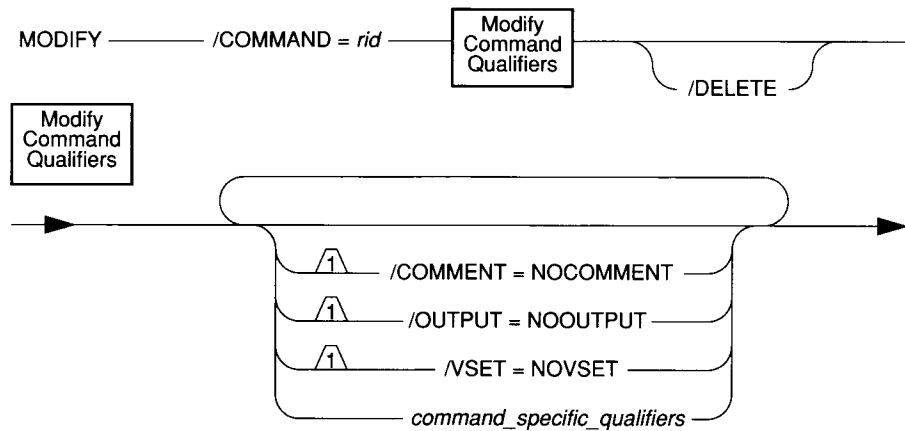 MODIFY /COMMAND = rid Modify Command Qualifiers
/DELETE
Modify
Command
Qualifiers
1 /COMMENT = NOCOMMENT
1 /OUTPUT = NOOUTPUT
1 /VSET = NOVSET
command_specific_qualifiers